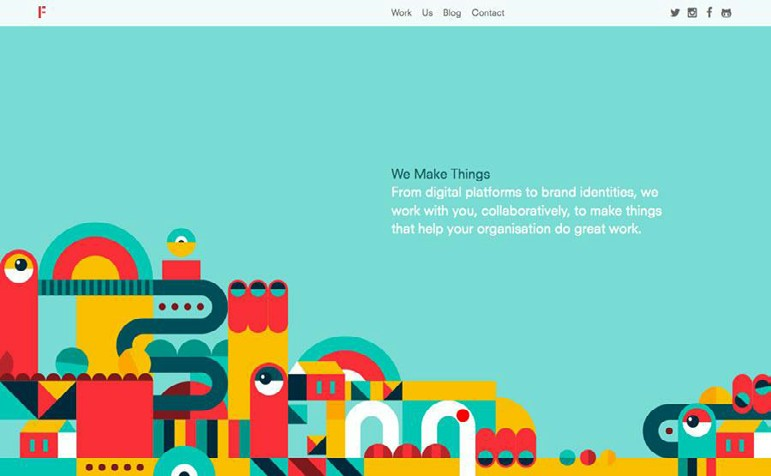 F
Work Us Blog Contact
We Make Things
From digital platforms to brand identities, we
work with you, collaboratively, to make things
that help your organisation do great work.